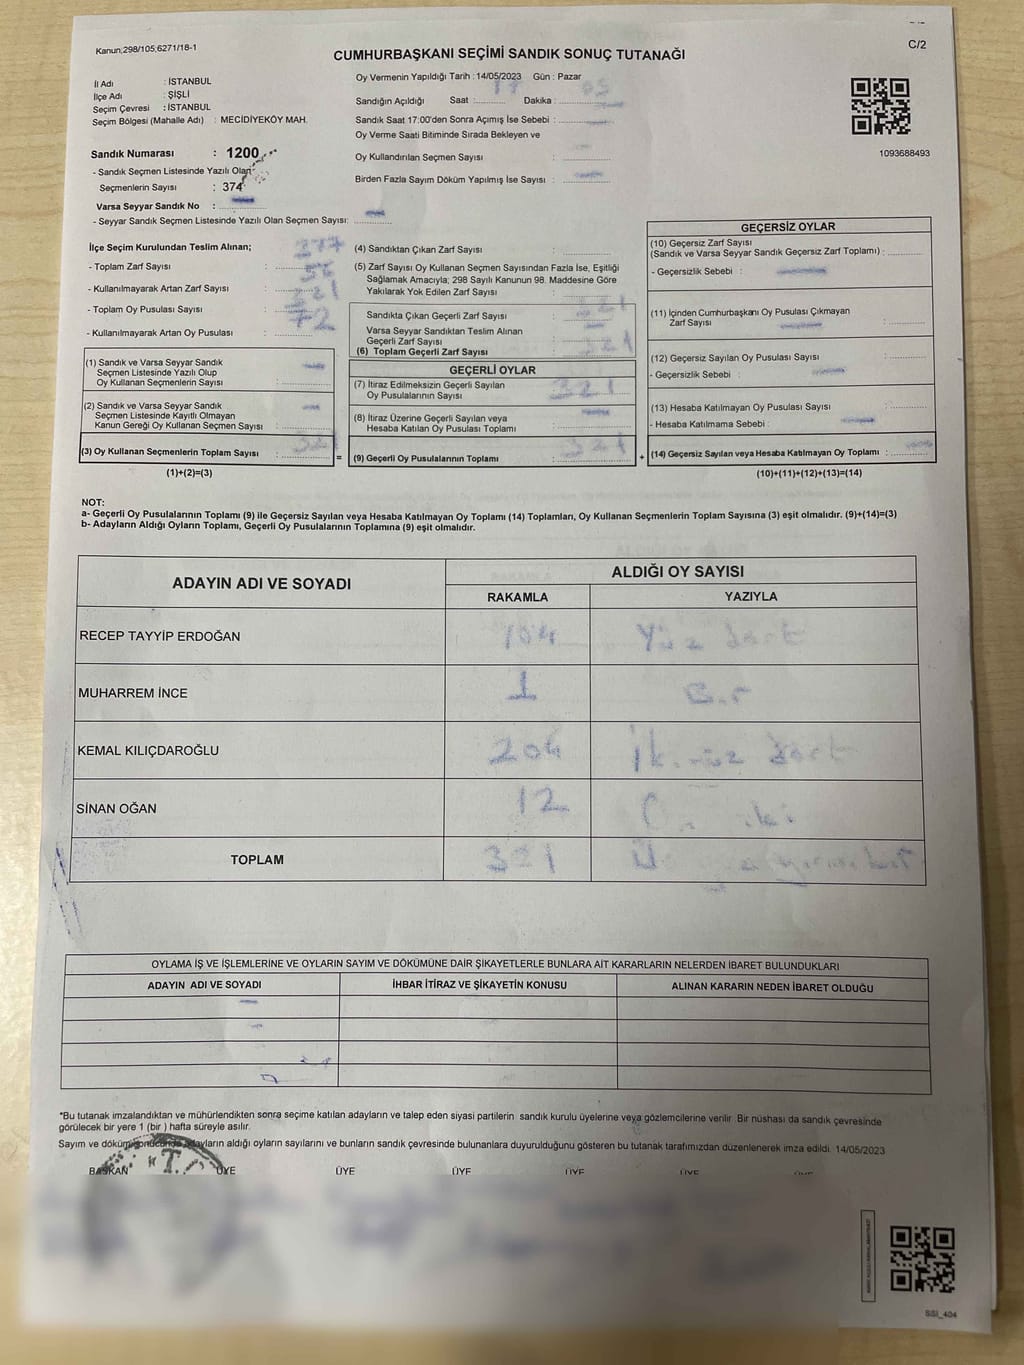 C/2
Kanun;298/105;6271/18-1
CUMHURBAŞKANI SEÇİMİ SANDIK SONUÇ TUTANAĞI
İl Adı : İSTANBUL
İlçe Adı : ŞİŞLİ
Seçim Çevresi : İSTANBUL
Seçim Bölgesi (Mahalle Adı) : MECİDİYEKÖY MAH.
Oy Vermenin Yapıldığı Tarih : 14/05/2023 Gün : Pazar
Sandığın Açıldığı Saat : 17 Dakika : 05
Sandık Saat 17:00'den Sonra Açımış İse Sebebi :
Oy Verme Saati Bitiminde Sırada Bekleyen ve
Oy Kullandırılan Seçmen Sayısı :
Birden Fazla Sayım Döküm Yapılmış İse Sayısı :
1093688493
Sandık Numarası : 1200
- Sandık Seçmen Listesinde Yazılı Olan
Seçmenlerin Sayısı : 374
Varsa Seyyar Sandık No :
- Seyyar Sandık Seçmen Listesinde Yazılı Olan Seçmen Sayısı:
İlçe Seçim Kurulundan Teslim Alınan;
- Toplam Zarf Sayısı : 377
- Kullanılmayarak Artan Zarf Sayısı :
- Toplam Oy Pusulası Sayısı :
- Kullanılmayarak Artan Oy Pusulası : 72
(1) Sandık ve Varsa Seyyar Sandık
Seçmen Listesinde Yazılı Olup
Oy Kullanan Seçmenlerin Sayısı :
(2) Sandık ve Varsa Seyyar Sandık
Seçmen Listesinde Kayıtlı Olmayan
Kanun Gereği Oy Kullanan Seçmen Sayısı :
(3) Oy Kullanan Seçmenlerin Toplam Sayısı : 321
(1)+(2)=(3)
(4) Sandıktan Çıkan Zarf Sayısı :
(5) Zarf Sayısı Oy Kullanan Seçmen Sayısından Fazla İse, Eşitliği
Sağlamak Amacıyla; 298 Sayılı Kanunun 98. Maddesine Göre
Yakılarak Yok Edilen Zarf Sayısı :
Sandıkta Çıkan Geçerli Zarf Sayısı : 321
Varsa Seyyar Sandıktan Teslim Alınan
Geçerli Zarf Sayısı :
(6) Toplam Geçerli Zarf Sayısı : 321
GEÇERLİ OYLAR
(7) İtiraz Edilmeksizin Geçerli Sayılan
Oy Pusulalarının Sayısı : 321
(8) İtiraz Üzerine Geçerli Sayılan veya
Hesaba Katılan Oy Pusulası Toplamı :
= (9) Geçerli Oy Pusulalarının Toplamı : 321 +
GEÇERSİZ OYLAR
(10) Geçersiz Zarf Sayısı
(Sandık ve Varsa Seyyar Sandık Geçersiz Zarf Toplamı) :
- Geçersizlik Sebebi :
(11) İçinden Cumhurbaşkanı Oy Pusulası Çıkmayan
Zarf Sayısı :
(12) Geçersiz Sayılan Oy Pusulası Sayısı :
- Geçersizlik Sebebi :
(13) Hesaba Katılmayan Oy Pusulası Sayısı :
- Hesaba Katılmama Sebebi :
(14) Geçersiz Sayılan veya Hesaba Katılmayan Oy Toplamı :
(10)+(11)+(12)+(13)=(14)
NOT:
a- Geçerli Oy Pusulalarının Toplamı (9) ile Geçersiz Sayılan veya Hesaba Katılmayan Oy Toplamı (14) Toplamları, Oy Kullanan Seçmenlerin Toplam Sayısına (3) eşit olmalıdır. (9)+(14)=(3)
b- Adayların Aldığı Oyların Toplamı, Geçerli Oy Pusulalarının Toplamına (9) eşit olmalıdır.
ADAYIN ADI VE SOYADI ALDIĞI OY SAYISI
RAKAMLA YAZIYLA
RECEP TAYYİP ERDOĞAN 104 Yüz dört
MUHARREM İNCE 1 Bir
KEMAL KILIÇDAROĞLU 204 İkiyüz dört
SİNAN OĞAN 12 On iki
TOPLAM 321
OYLAMA İŞ VE İŞLEMLERİNE VE OYLARIN SAYIM VE DÖKÜMÜNE DAİR ŞİKAYETLERLE BUNLARA AİT KARARLARIN NELERDEN İBARET BULUNDUKLARI
ADAYIN ADI VE SOYADI İHBAR İTİRAZ VE ŞİKAYETİN KONUSU ALINAN KARARIN NEDEN İBARET OLDUĞU
*Bu tutanak imzalandıktan ve mühürlendikten sonra seçime katılan adayların ve talep eden siyasi partilerin sandık kurulu üyelerine veya gözlemcilerine verilir. Bir nüshası da sandık çevresinde
görülecek bir yere 1 (bir ) hafta süreyle asılır.
Sayım ve döküm sonucunda adayların aldığı oyların sayılarını ve bunların sandık çevresinde bulunanlara duyurulduğunu gösteren bu tutanak tarafımızdan düzenlenerek imza edildi. 14/05/2023
BAŞKAN ÜYE ÜYE ÜYE ÜYE ÜYE ÜYE
T.C
SSI_404